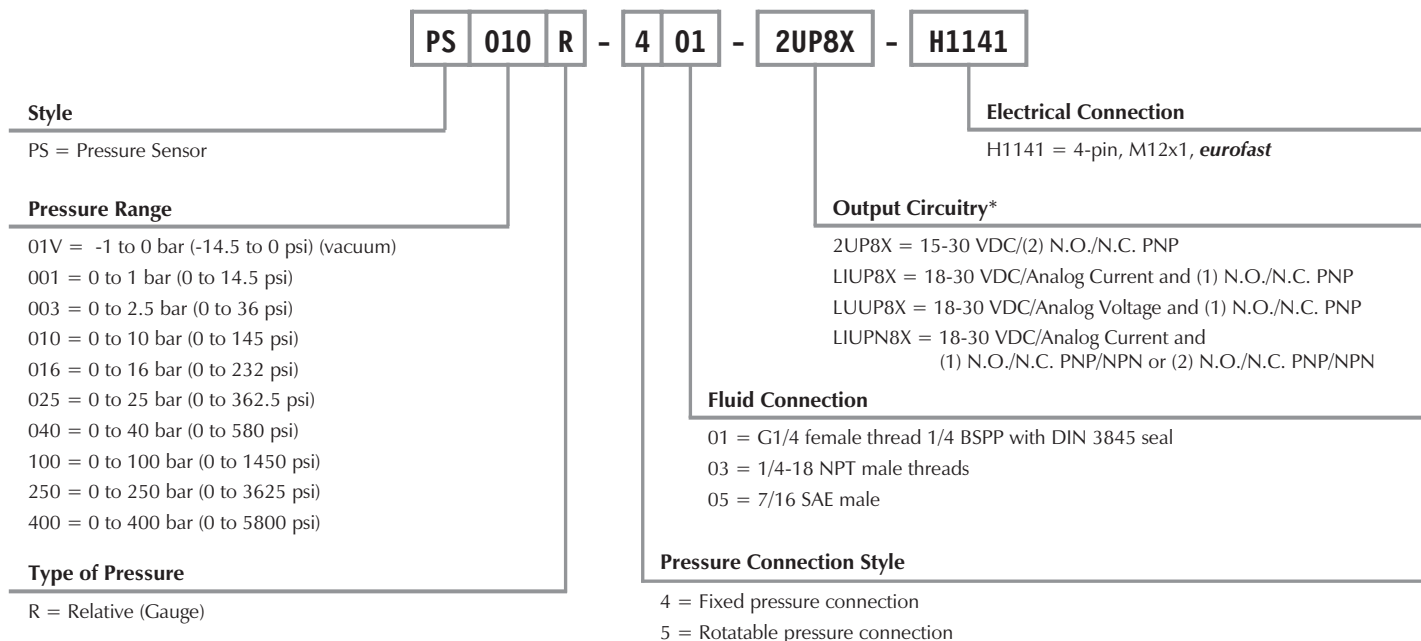 PS 010 R - 4 01 - 2UP8X - H1141
Style
PS = Pressure Sensor
Pressure Range
01V = -1 to 0 bar (-14.5 to 0 psi) (vacuum)
001 = 0 to 1 bar (0 to 14.5 psi)
003 = 0 to 2.5 bar (0 to 36 psi)
010 = 0 to 10 bar (0 to 145 psi)
016 = 0 to 16 bar (0 to 232 psi)
025 = 0 to 25 bar (0 to 362.5 psi)
040 = 0 to 40 bar (0 to 580 psi)
100 = 0 to 100 bar (0 to 1450 psi)
250 = 0 to 250 bar (0 to 3625 psi)
400 = 0 to 400 bar (0 to 5800 psi)
Type of Pressure
R = Relative (Gauge)
Electrical Connection
H1141 = 4-pin, M12x1, eurofast
Output Circuitry*
2UP8X = 15-30 VDC/(2) N.O./N.C. PNP
LIUP8X = 18-30 VDC/Analog Current and (1) N.O./N.C. PNP
LUUP8X = 18-30 VDC/Analog Voltage and (1) N.O./N.C. PNP
LIUPN8X = 18-30 VDC/Analog Current and
(1) N.O./N.C. PNP/NPN or (2) N.O./N.C. PNP/NPN
Fluid Connection
01 = G1/4 female thread 1/4 BSPP with DIN 3845 seal
03 = 1/4-18 NPT male threads
05 = 7/16 SAE male
Pressure Connection Style
4 = Fixed pressure connection
5 = Rotatable pressure connection